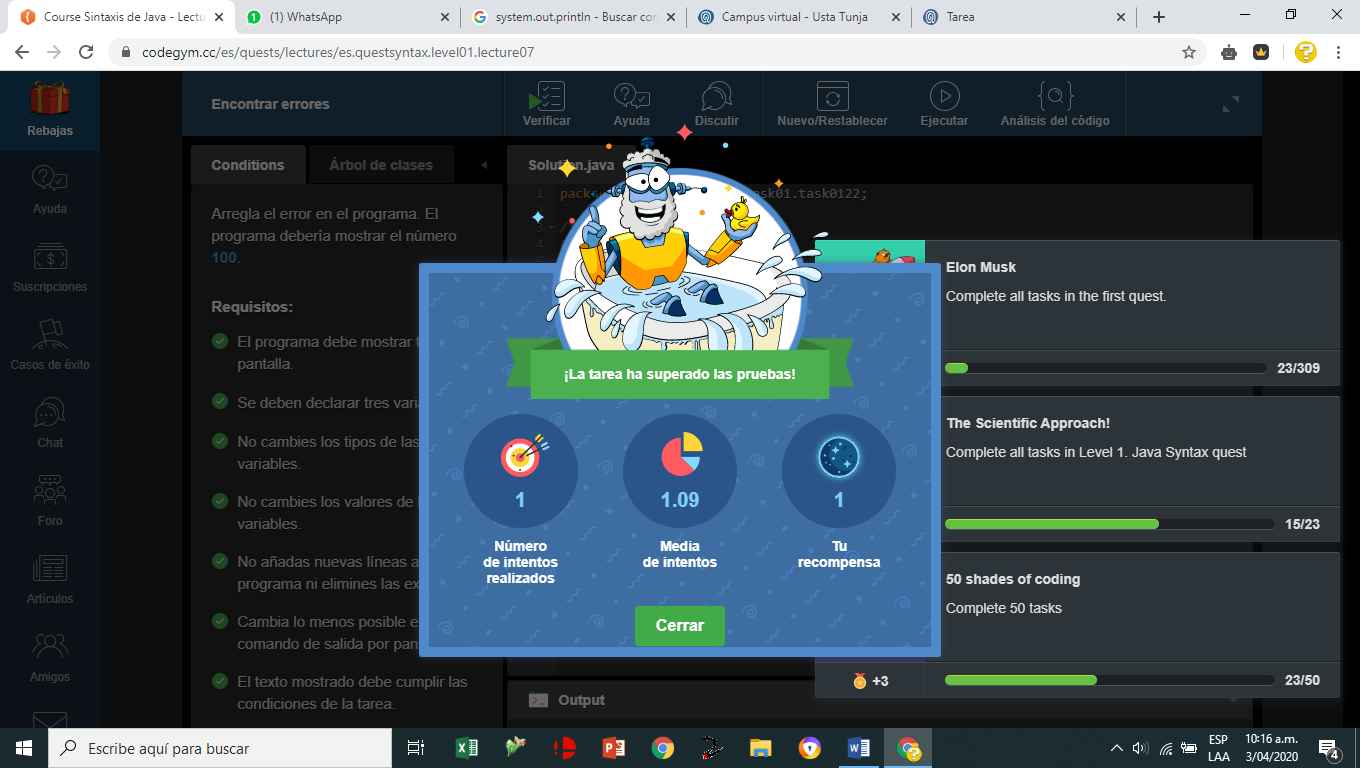 Course Sintaxis de Java - Lectu
(1) WhatsApp
system.out.println - Buscar con
Campus virtual - Usta Tunja
Tarea
codegym.cc/es/quests/lectures/es.questsyntax.level01.lecture07
Rebajas
Ayuda
Suscripciones
Casos de éxito
Chat
Foro
Artículos
Amigos
Encontrar errores
Verificar
Ayuda
Discutir
Nuevo/Restablecer
Ejecutar
Análisis del código
Conditions
Árbol de clases
Solution.java
Arregla el error en el programa. El
programa debería mostrar el número
100.
Requisitos:
El programa debe mostrar
pantalla.
Se deben declarar tres
No cambies los tipos de las
variables.
No cambies los valores de
variables.
No añadas nuevas líneas
programa ni elimines las
Cambia lo menos posible
comando de salida por
El texto mostrado debe cumplir las
condiciones de la tarea.
1
task0122;
¡La tarea ha superado las pruebas!
1
Número
de intentos
realizados
1.09
Media
de intentos
1
Tu
recompensa
Cerrar
Elon Musk
Complete all tasks in the first quest.
23/309
The Scientific Approach!
Complete all tasks in Level 1. Java Syntax quest
15/23
50 shades of coding
Complete 50 tasks
+3
23/50
Output
Escribe aquí para buscar
ESP
LAA
10:16 a.m.
3/04/2020
4